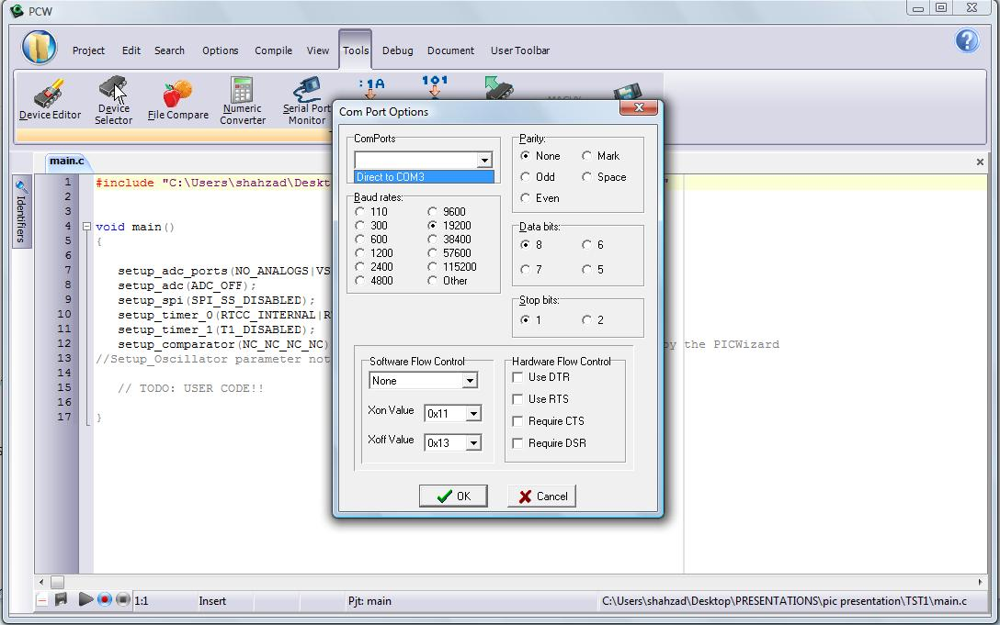 PCW
Project Edit Search Options Compile View Tools Debug Document User Toolbar
Device Editor
Device Selector
File Compare
Numeric Converter
Serial Port Monitor
:1A
101
Com Port Options
ComPorts
Direct to COM3
Baud rates:
110 9600
300 19200
600 38400
1200 57600
2400 115200
4800 Other
Parity:
None Mark
Odd Space
Even
Data bits:
8 6
7 5
Stop bits:
1 2
Software Flow Control
None
Xon Value 0x11
Xoff Value 0x13
Hardware Flow Control
Use DTR
Use RTS
Require CTS
Require DSR
OK Cancel
main.c
Identifiers
1 #include "C:\Users\shahzad\Deskt "
2
3
4 void main()
5 {
6
7 setup_adc_ports(NO_ANALOGS|VS
8 setup_adc(ADC_OFF);
9 setup_spi(SPI_SS_DISABLED);
10 setup_timer_0(RTCC_INTERNAL|R
11 setup_timer_1(T1_DISABLED);
12 setup_comparator(NC_NC_NC_NC) by the PICWizard
13 //Setup_Oscillator parameter not
14
15 // TODO: USER CODE!!
16
17 }
1:1 Insert Pjt: main C:\Users\shahzad\Desktop\PRESENTATIONS\pic presentation\TST1\main.c